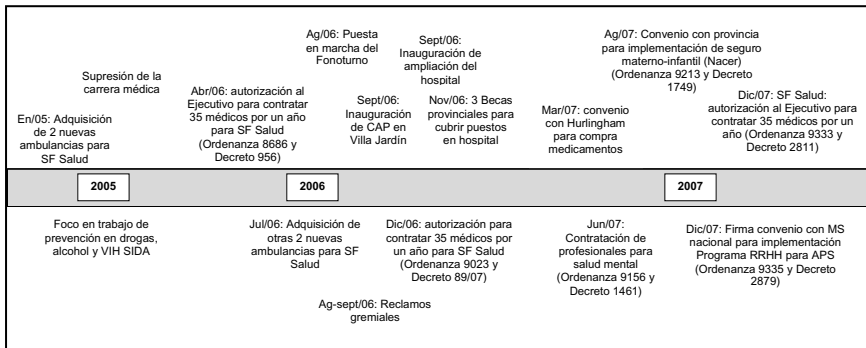 Supresión de la
carrera médica
En/05: Adquisición
de 2 nuevas
ambulancias para
SF Salud
Abr/06: autorización al
Ejecutivo para contratar
35 médicos por un año
para SF Salud
(Ordenanza 8686 y
Decreto 956)
Ag/06: Puesta
en marcha del
Fonoturno
Sept/06:
Inauguración
de CAP en
Villa Jardín
Sept/06:
Inauguración de
ampliación del
hospital
Nov/06: 3 Becas
provinciales para
cubrir puestos
en hospital
Mar/07: convenio
con Hurlingham
para compra
medicamentos
Ag/07: Convenio con provincia
para implementación de seguro
materno-infantil (Nacer)
(Ordenanza 9213 y Decreto
1749)
Dic/07: SF Salud:
autorización al Ejecutivo para
contratar 35 médicos por un
año (Ordenanza 9333 y
Decreto 2811)
2005
2006
2007
Foco en trabajo de
prevención en drogas,
alcohol y VIH SIDA
Jul/06: Adquisición de
otras 2 nuevas
ambulancias para SF
Salud
Ag-sept/06: Reclamos
gremiales
Dic/06: autorización para
contratar 35 médicos por
un año para SF Salud
(Ordenanza 9023 y
Decreto 89/07)
Jun/07:
Contratación de
profesionales para
salud mental
(Ordenanza 9156 y
Decreto 1461)
Dic/07: Firma convenio con MS
nacional para implementación
Programa RRHH para APS
(Ordenanza 9335 y Decreto
2879)